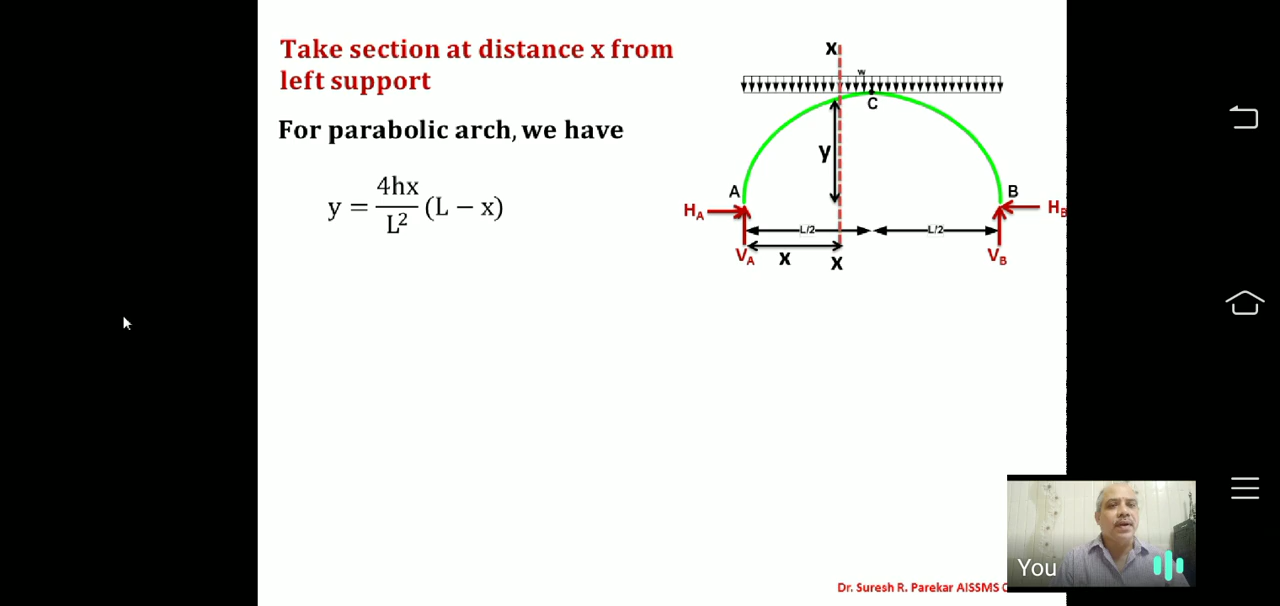 Take section at distance x from
left support
For parabolic arch, we have
y = 4hx/L² (L − x)
x
w
C
y
A
B
H_A
H_B
L/2
L/2
V_A
x
x
V_B
You
Dr. Suresh R. Parekar AISSMS